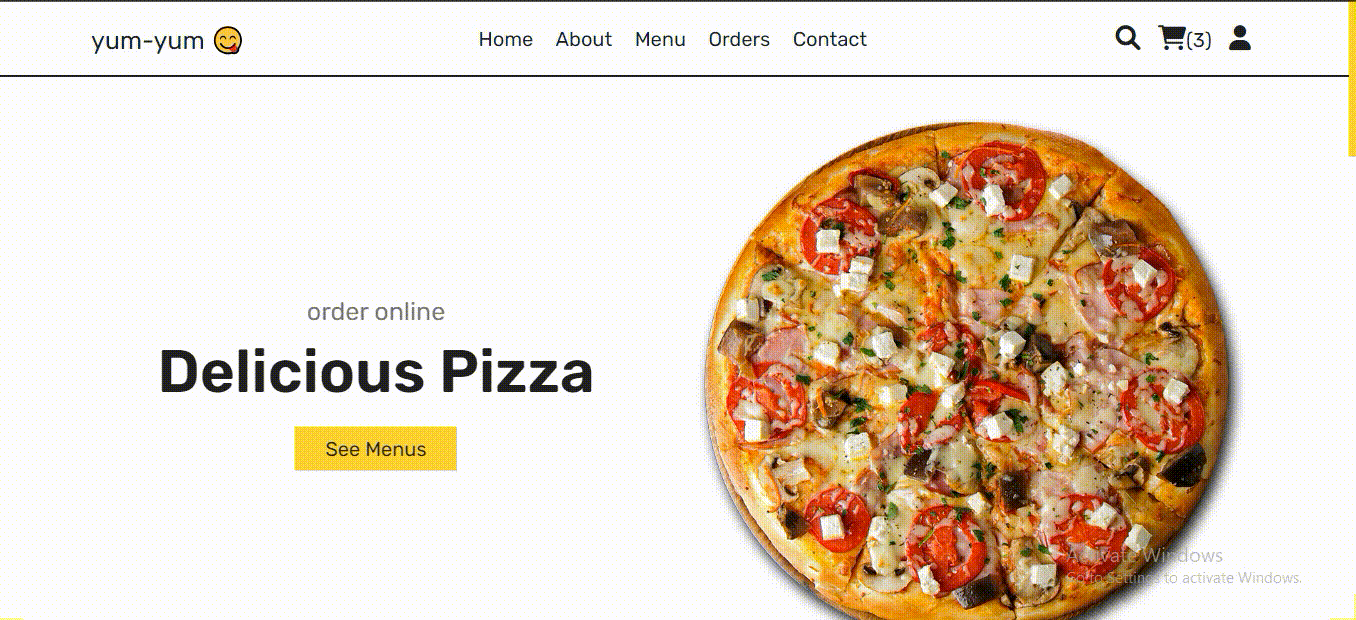 yum-yum 😋
Home About Menu Orders Contact
(3)
order online
Delicious Pizza
See Menus
Activate Windows
Go to Settings to activate Windows.